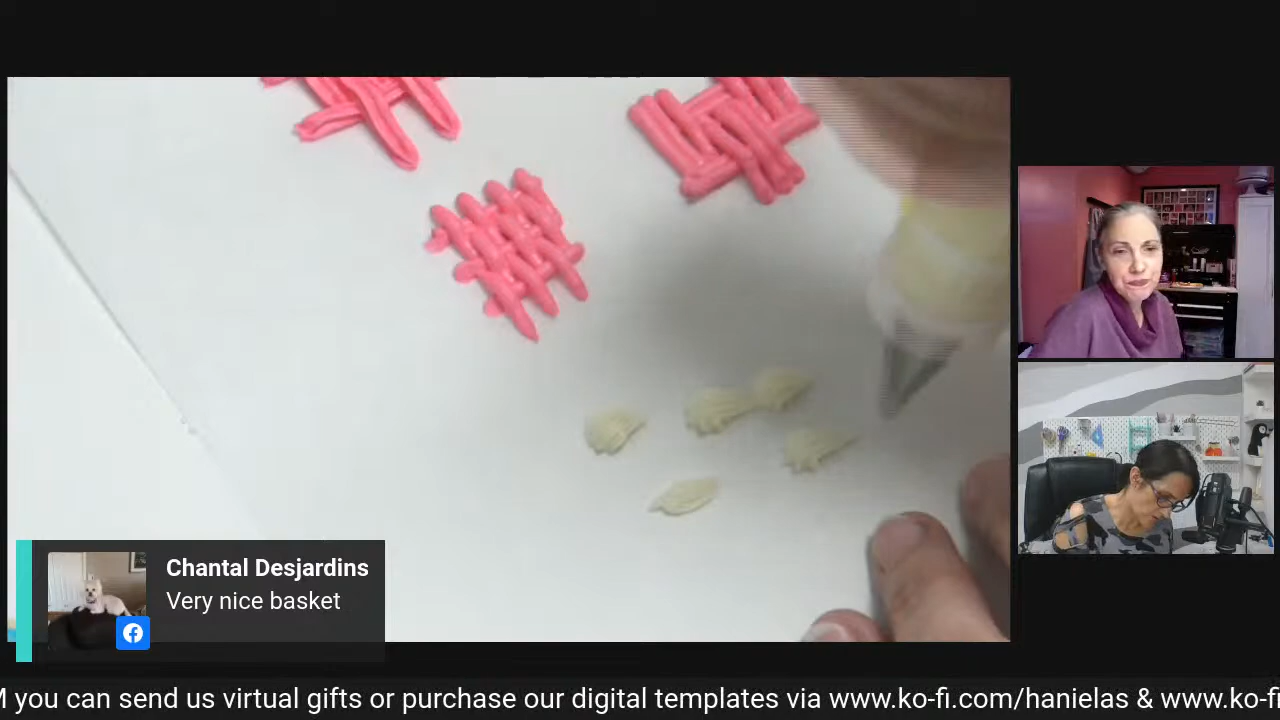 Chantal Desjardins
Very nice basket
M you can send us virtual gifts or purchase our digital templates via www.ko-fi.com/hanielas & www.ko-fi